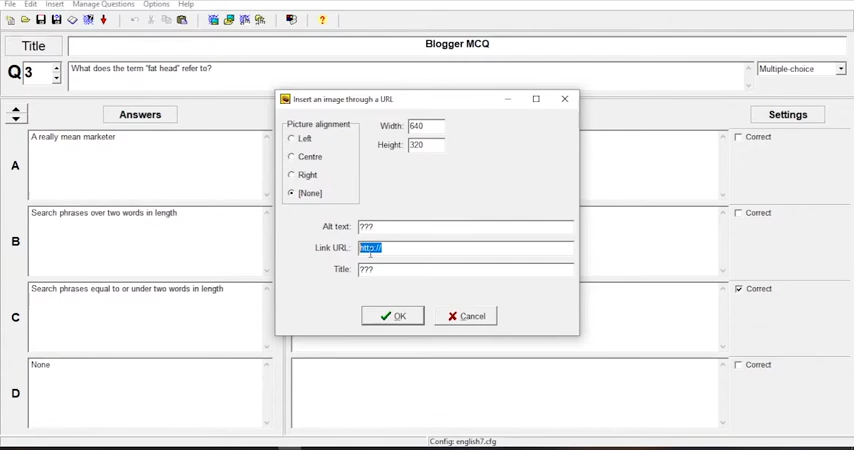 File Edit Insert Manage Questions Options Help
Title
Blogger MCQ
Q 3
What does the term "fat head" refer to?
Multiple-choice
Insert an image through a URL
Answers
Settings
Picture alignment
Left
Centre
Right
[None]
Width: 640
Height: 320
A
A really mean marketer
Correct
B
Search phrases over two words in length
Correct
Alt text: ???
Link URL: http://
Title: ???
C
Search phrases equal to or under two words in length
Correct
OK
Cancel
D
None
Correct
Config: english7.cfg